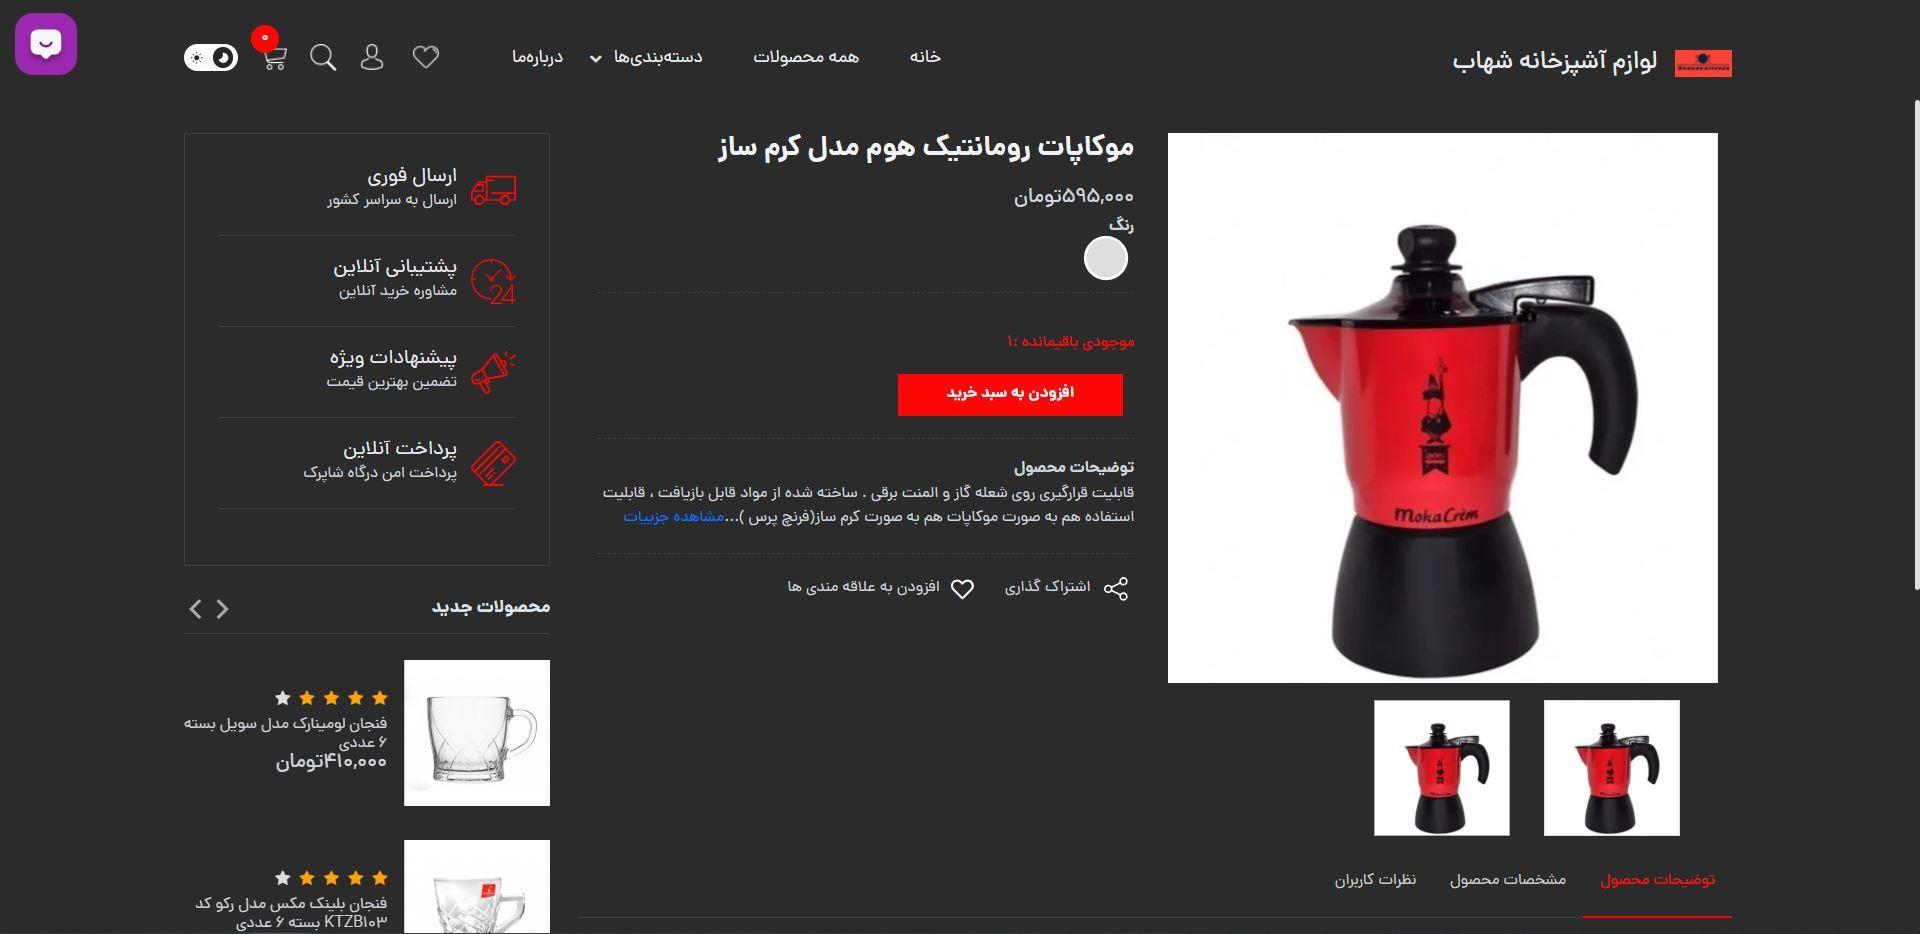 لوازم آشپزخانه شهاب
خانه
همه محصولات
دسته‌بندی‌ها
درباره‌ما
۰
موکاپات رومانتیک هوم مدل کرم ساز
۵۹۵,۰۰۰تومان
رنگ
موجودی باقیمانده :۱
افزودن به سبد خرید
توضیحات محصول
قابلیت قرارگیری روی شعله گاز و المنت برقی . ساخته شده از مواد قابل بازیافت ، قابلیت
استفاده هم به صورت موکاپات هم به صورت کرم ساز(فرنچ پرس )...مشاهده جزییات
اشتراک گذاری
افزودن به علاقه مندی ها
MokaCrèm
توضیحات محصول
مشخصات محصول
نظرات کاربران
ارسال فوری
ارسال به سراسر کشور
پشتیبانی آنلاین
مشاوره خرید آنلاین
24
پیشنهادات ویژه
تضمین بهترین قیمت
پرداخت آنلاین
پرداخت امن درگاه شاپرک
محصولات جدید
فنجان لومینارک مدل سویل بسته
۶ عددی
۴۱۰,۰۰۰تومان
فنجان بلینک مکس مدل رکو کد
KTZB۱۰۳ بسته ۶ عددی